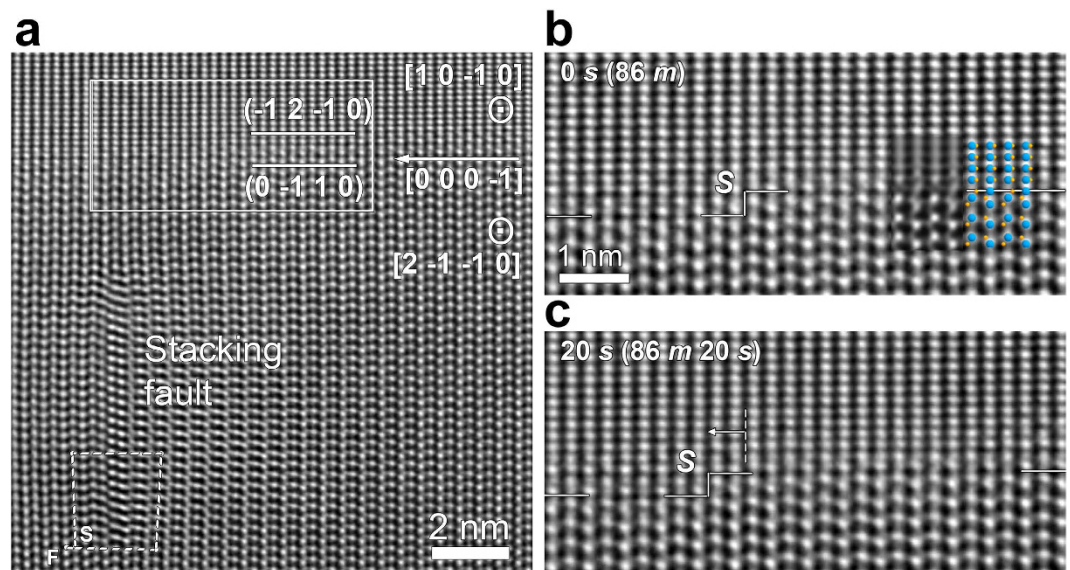 a
[1 0 -1 0]
(-1 2 -1 0)
(0 -1 1 0)
[0 0 0 -1]
[2 -1 -1 0]
Stacking
fault
S
F
2 nm
b
0 s (86 m)
S
1 nm
c
20 s (86 m 20 s)
S